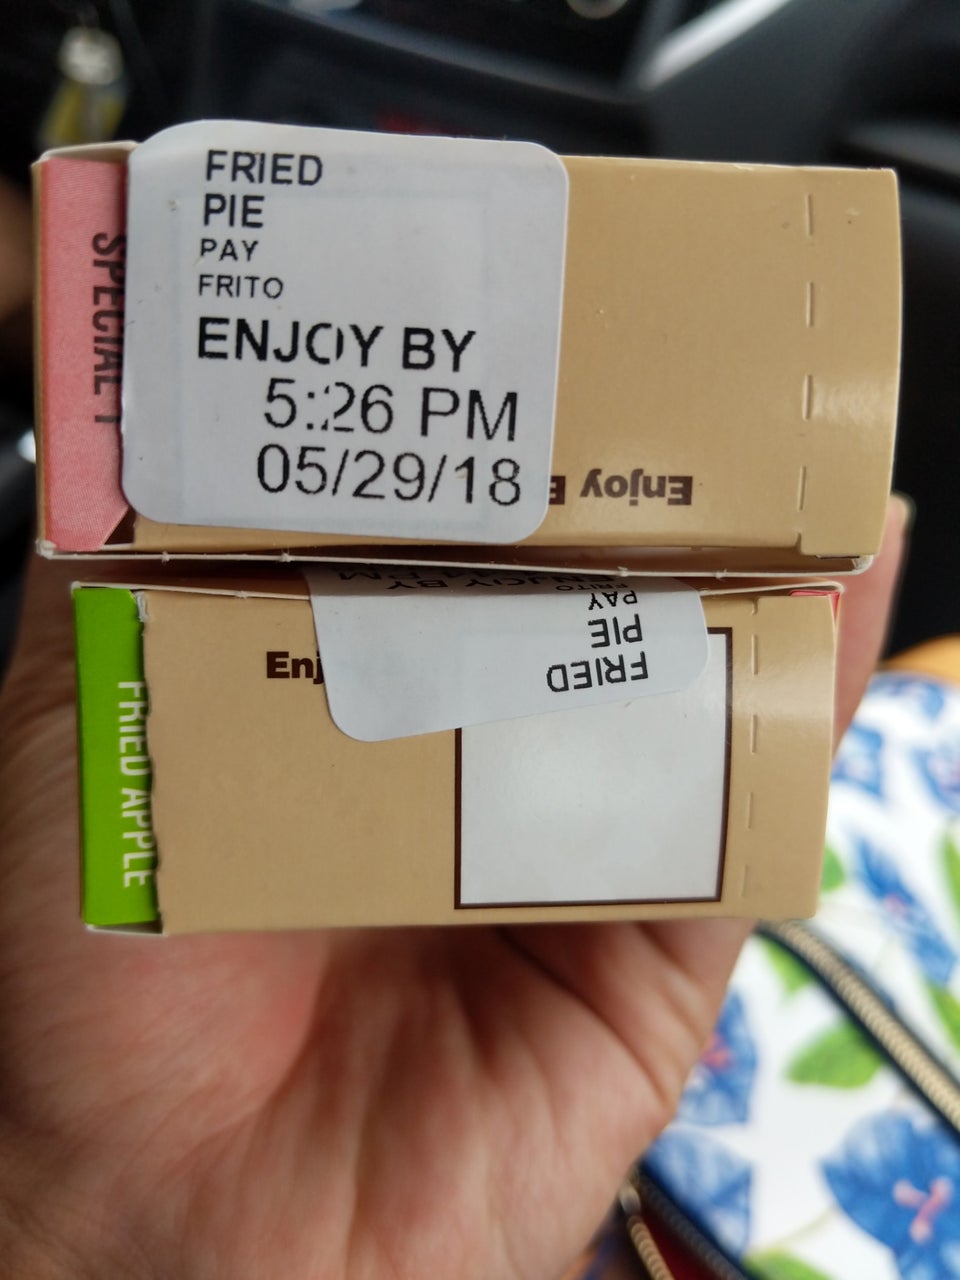 FRIED
PIE
PAY
FRITO
ENJOY BY
5:26 PM
05/29/18
SPECIAL
Enjoy
FRIED
PIE
PAY
FRITO
ENJOY BY
PM
Enj
FRIED APPLE